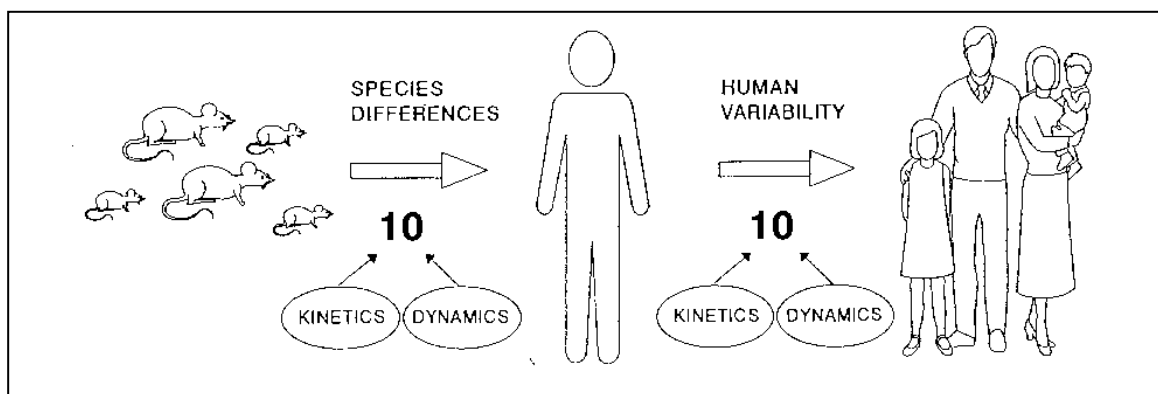 SPECIES
DIFFERENCES
10
KINETICS
DYNAMICS
HUMAN
VARIABILITY
10
KINETICS
DYNAMICS